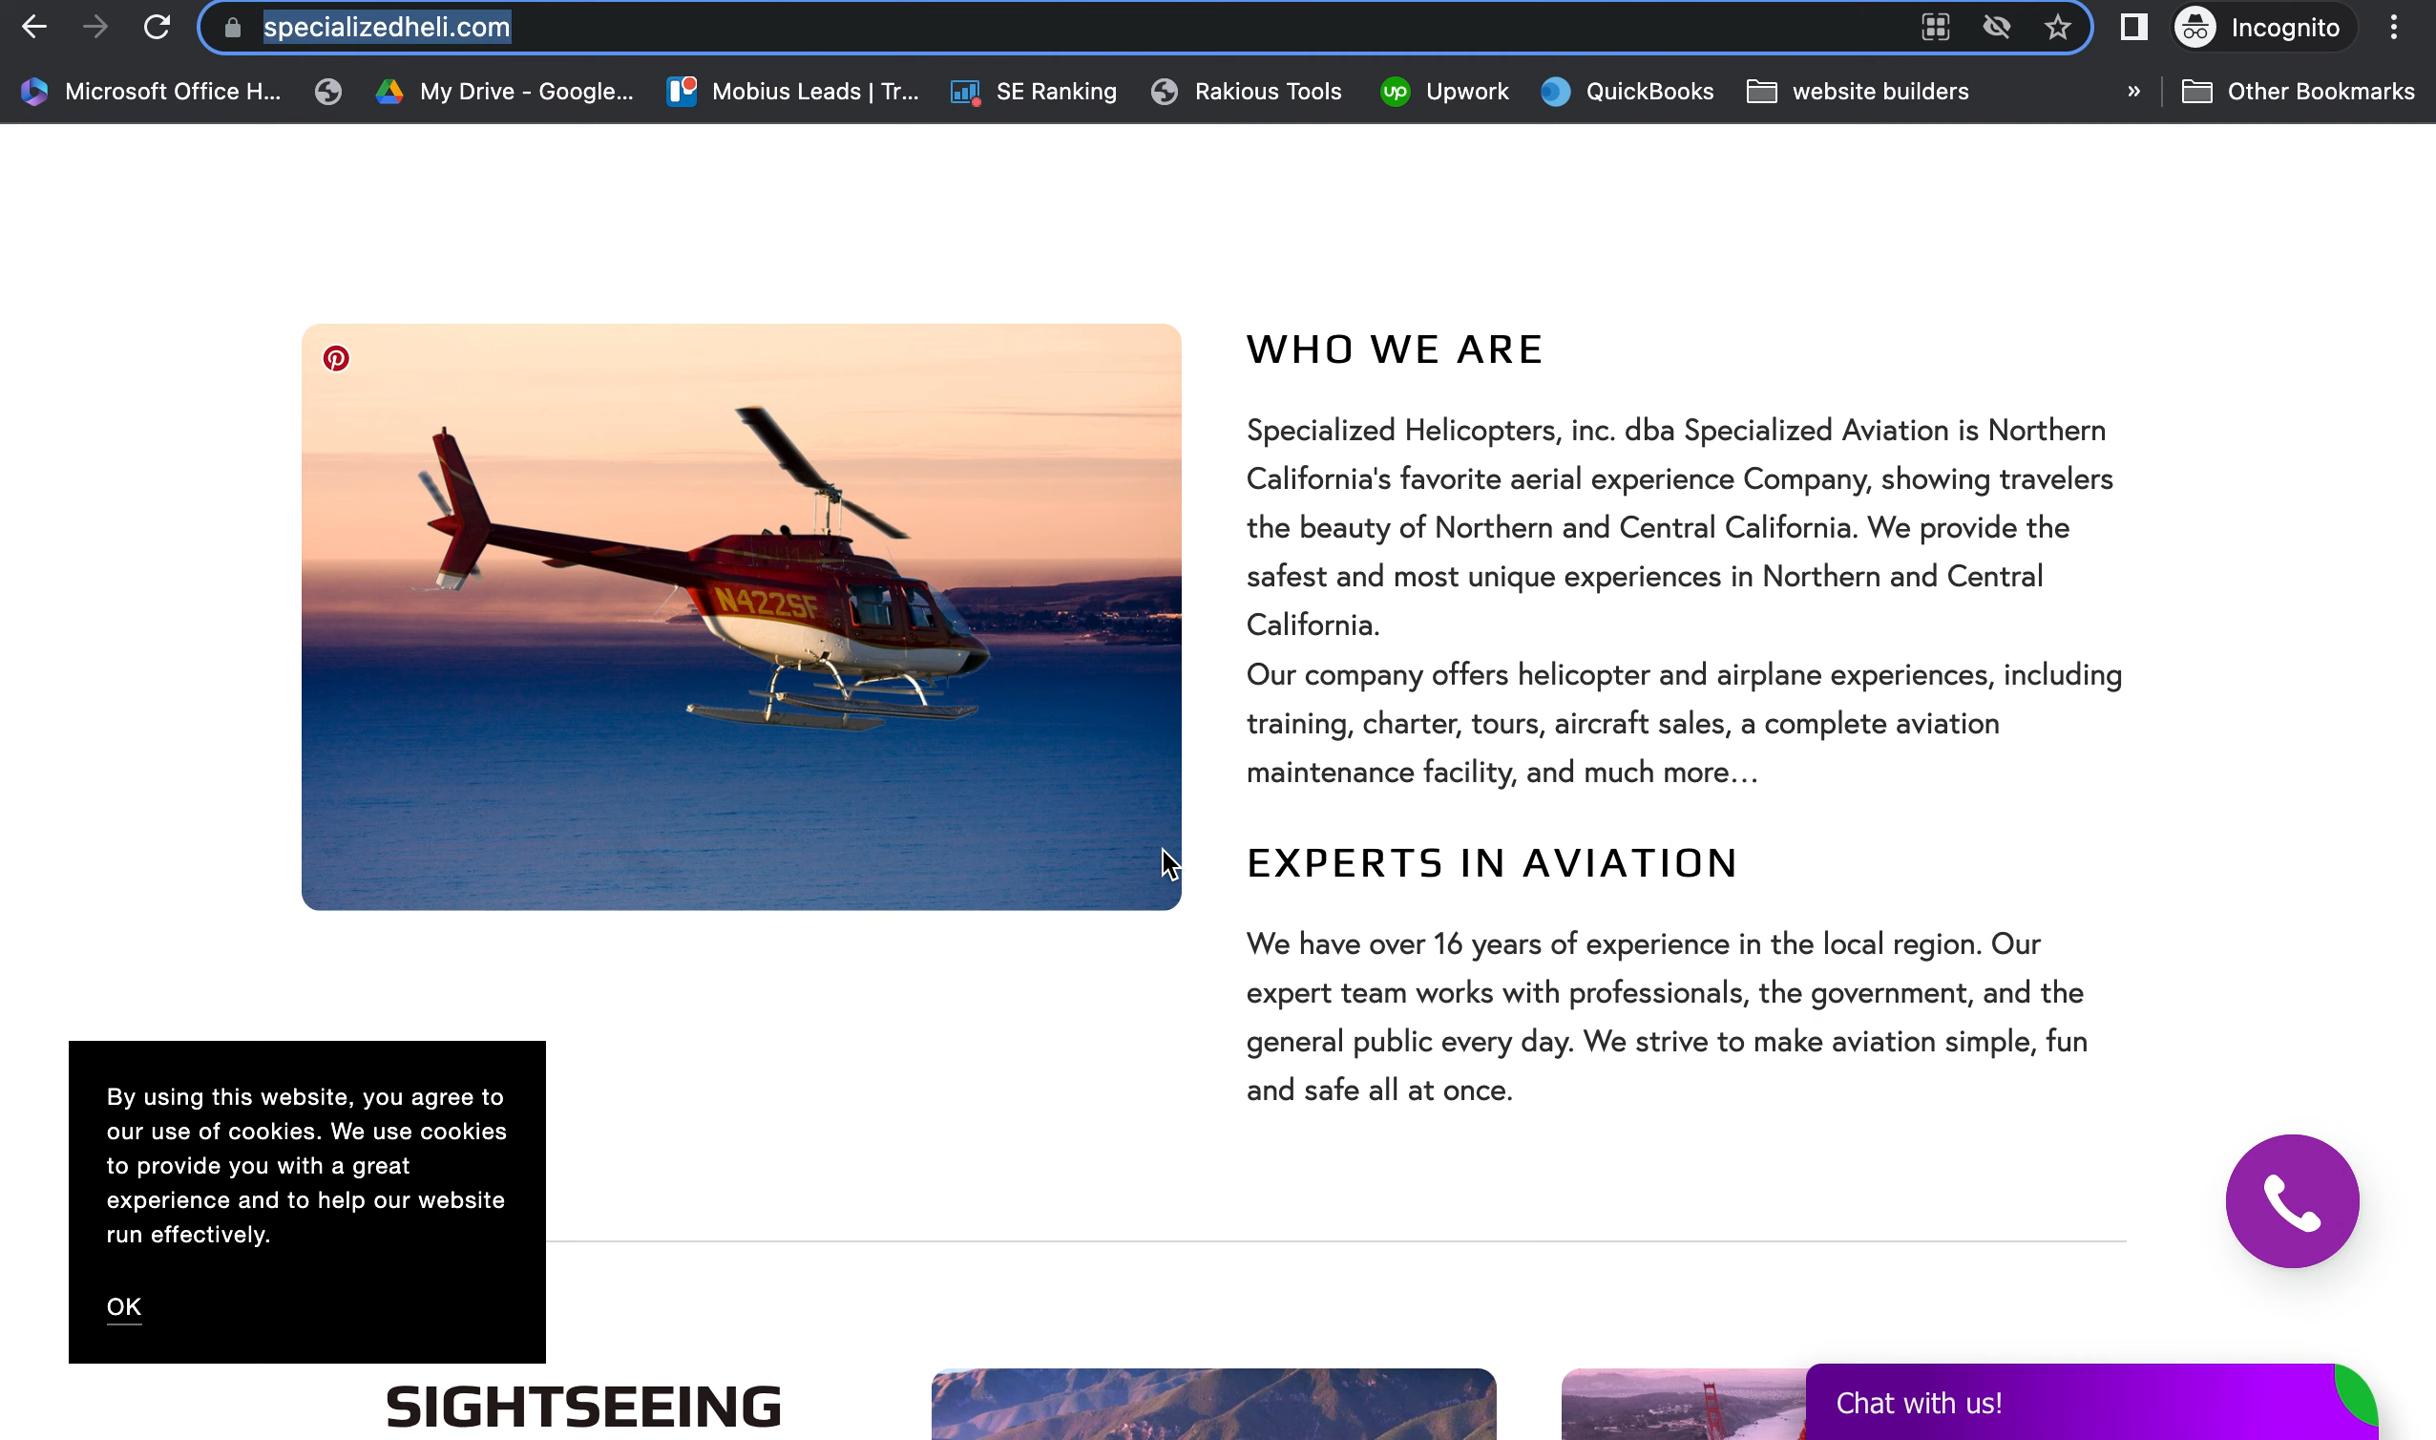 specializedheli.com
Incognito
Microsoft Office H...
My Drive - Google...
Mobius Leads | Tr...
SE Ranking
Rakious Tools
up
Upwork
QuickBooks
website builders
»
Other Bookmarks
N422SF
WHO WE ARE
Specialized Helicopters, inc. dba Specialized Aviation is Northern
California's favorite aerial experience Company, showing travelers
the beauty of Northern and Central California. We provide the
safest and most unique experiences in Northern and Central
California.
Our company offers helicopter and airplane experiences, including
training, charter, tours, aircraft sales, a complete aviation
maintenance facility, and much more...
EXPERTS IN AVIATION
We have over 16 years of experience in the local region. Our
expert team works with professionals, the government, and the
general public every day. We strive to make aviation simple, fun
and safe all at once.
By using this website, you agree to
our use of cookies. We use cookies
to provide you with a great
experience and to help our website
run effectively.
OK
SIGHTSEEING
Chat with us!